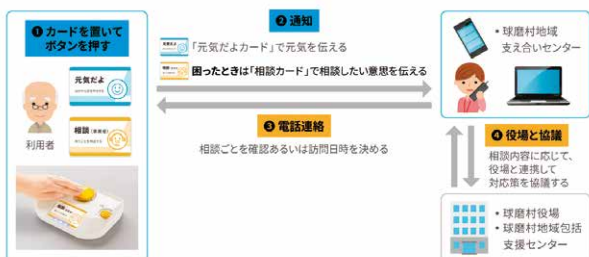 ❶ カードを置いて
ボタンを押す
元気だよ
相談
利用者
❷ 通知
元気だよ
「元気だよカード」で元気を伝える
困ったときは「相談カード」で相談したい意思を伝える
❸ 電話連絡
相談ごとを確認あるいは訪問日時を決める
• 球磨村地域
支え合いセンター
❹ 役場と協議
相談内容に応じて、
役場と連携して
対応策を協議する
• 球磨村役場
• 球磨村地域包括
支援センター